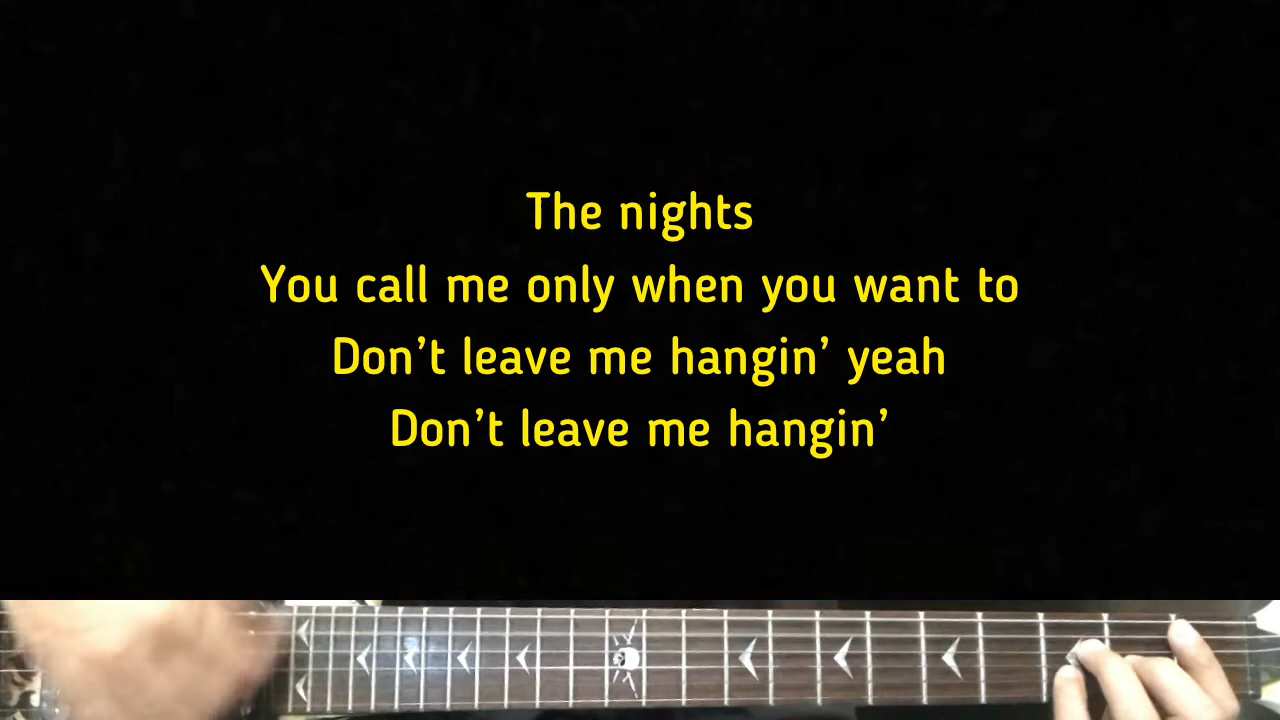 The nights
You call me only when you want to
Don’t leave me hangin’ yeah
Don’t leave me hangin’